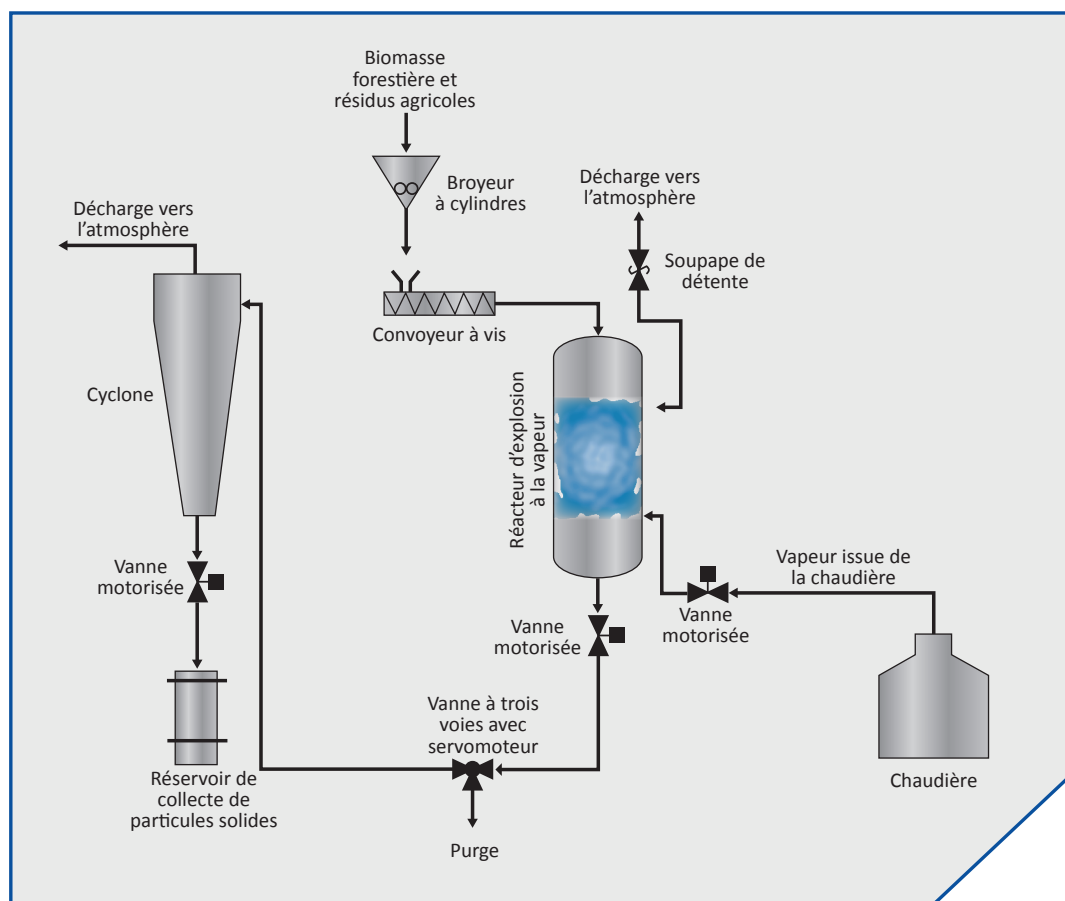 Biomasse
forestière et
résidus agricoles
Broyeur
à cylindres
Décharge vers
l'atmosphère
Soupape de
détente
Décharge vers
l'atmosphère
Convoyeur à vis
Cyclone
Réacteur d'explosion
à la vapeur
Vapeur issue de
la chaudière
Vanne
motorisée
Vanne
motorisée
Vanne
motorisée
Vanne à trois
voies avec
servomoteur
Réservoir de
collecte de
particules solides
Chaudière
Purge